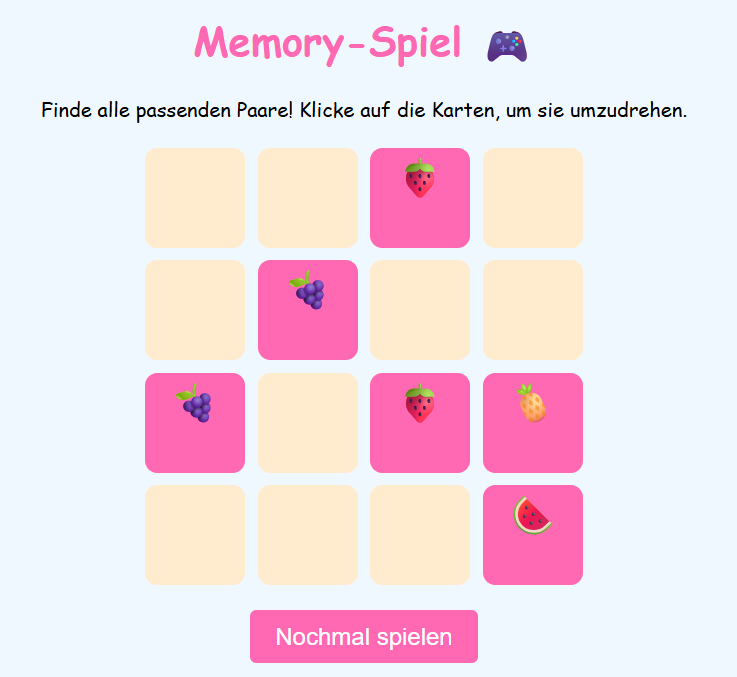 Memory-Spiel 🎮
Finde alle passenden Paare! Klicke auf die Karten, um sie umzudrehen.
Nochmal spielen